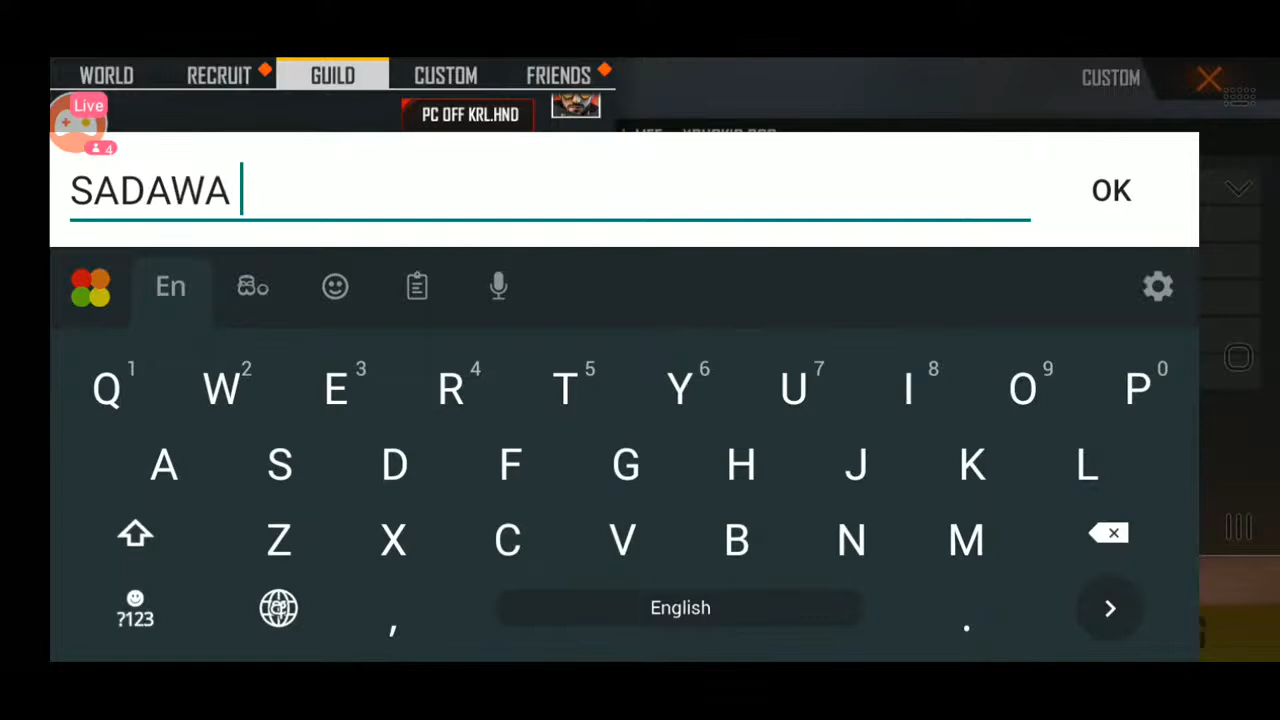 WORLD RECRUIT GUILD CUSTOM FRIENDS CUSTOM
Live
PC OFF KRL.HND
4
SADAWA OK
En සිං
Q 1 W 2 E 3 R 4 T 5 Y 6 U 7 I 8 O 9 P 0
A S D F G H J K L
Z X C V B N M
?123 , English .